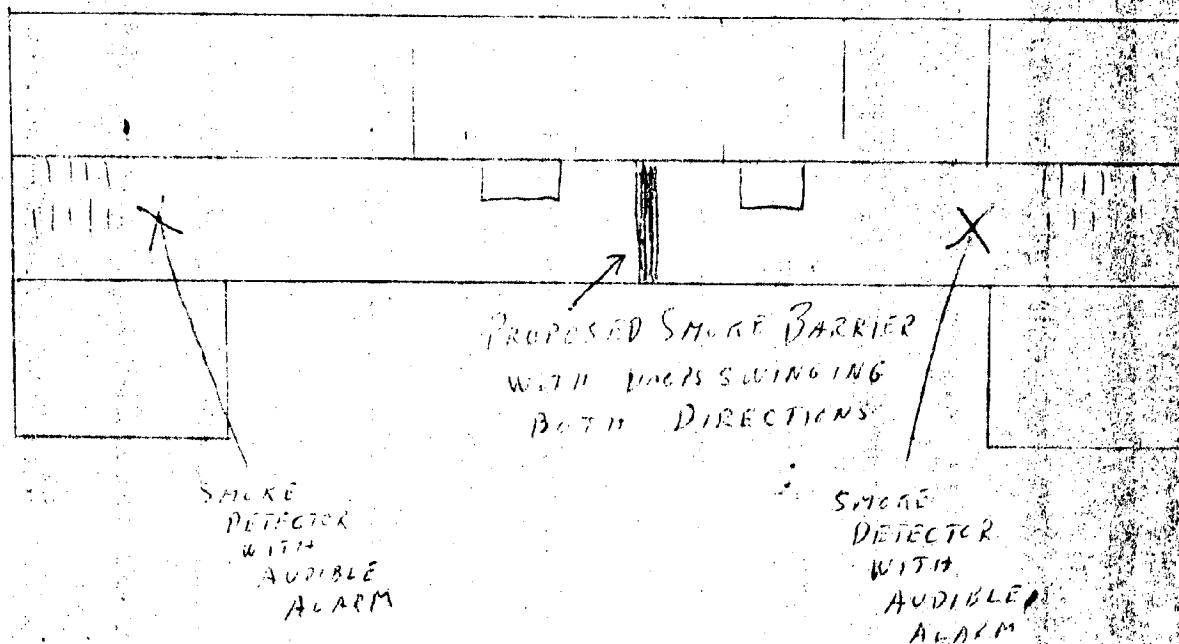 PROPOSED SMOKE BARRIER
WITH DOORS SWINGING
BOTH DIRECTIONS
SMOKE
DETECTOR
WITH
AUDIBLE
ALARM
SMOKE
DETECTOR
WITH
AUDIBLE
ALARM